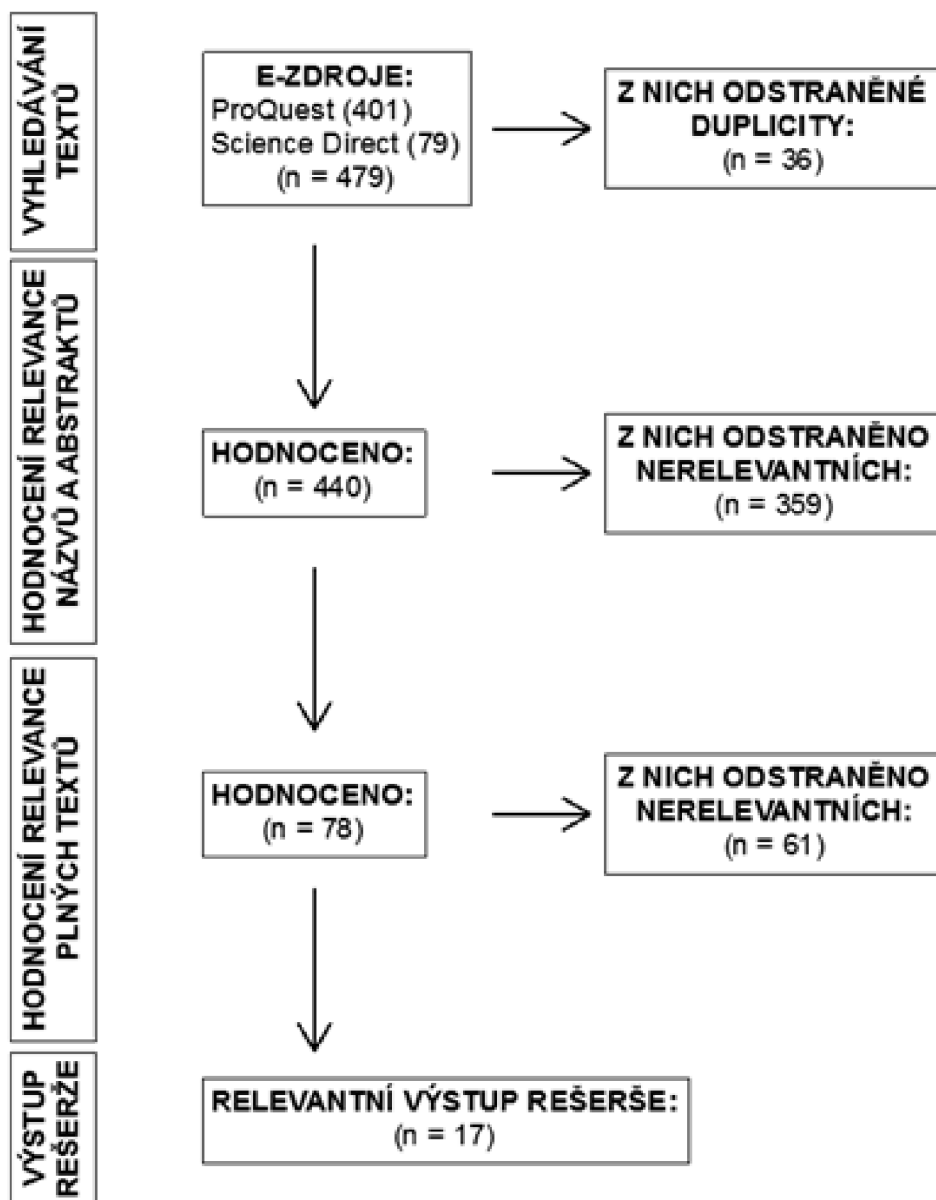 VYHLEDÁVÁNÍ
TEXTŮ
E-ZDROJE:
ProQuest (401)
Science Direct (79)
(n = 479)
Z NICH ODSTRANĚNÉ
DUPLICITY:
(n = 36)
HODNOCENÍ RELEVANCE
NÁZVŮ A ABSTRAKTŮ
HODNOCENO:
(n = 440)
Z NICH ODSTRANĚNO
NERELEVANTNÍCH:
(n = 359)
HODNOCENÍ RELEVANCE
PLNÝCH TEXTŮ
HODNOCENO:
(n = 78)
Z NICH ODSTRANĚNO
NERELEVANTNÍCH:
(n = 61)
VÝSTUP
REŠERŽE
RELEVANTNÍ VÝSTUP REŠERŠE:
(n = 17)